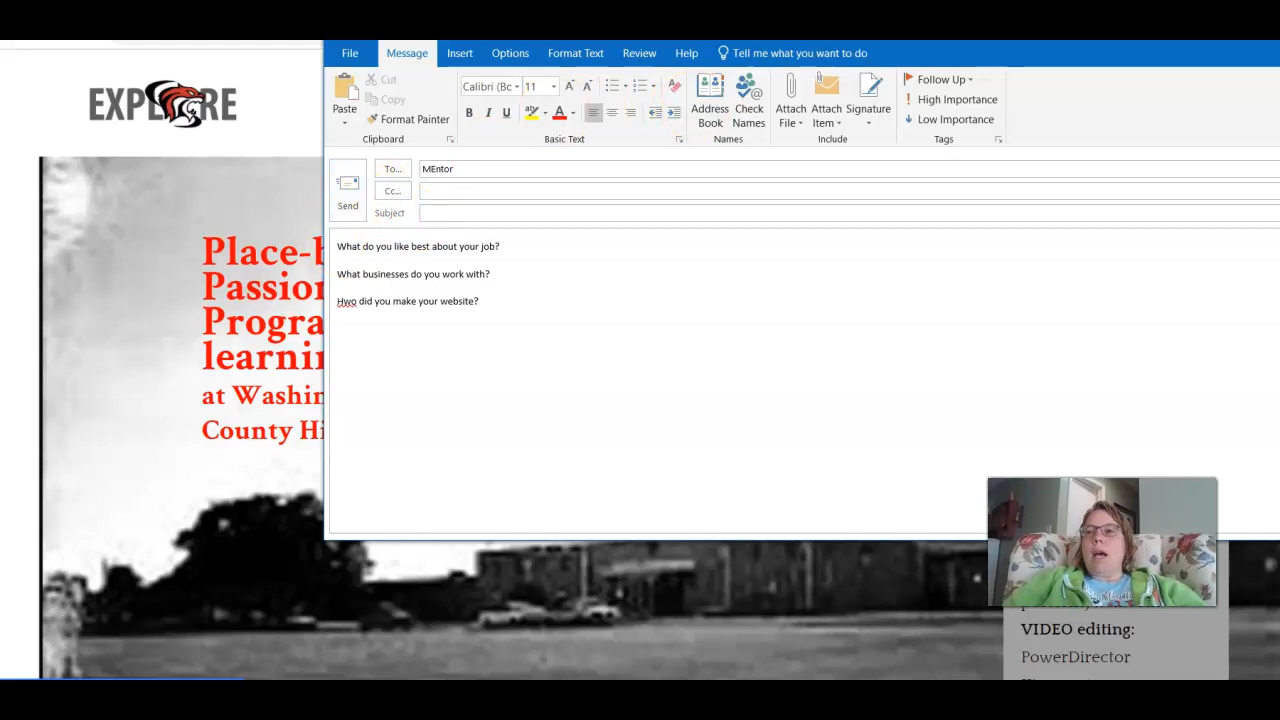 EXPLORE
File Message Insert Options Format Text Review Help Tell me what you want to do
Paste
Cut
Copy
Format Painter
Clipboard
Calibri (Bc 11
B I U A
Basic Text
Address Book
Check Names
Names
Attach File
Attach Item
Signature
Include
Follow Up
High Importance
Low Importance
Tags
Send
To... MEntor
Cc...
Subject
What do you like best about your job?
What businesses do you work with?
Hwo did you make your website?
Place-b
Passion
Progra
learnin
at Washin
County Hi
VIDEO editing:
PowerDirector